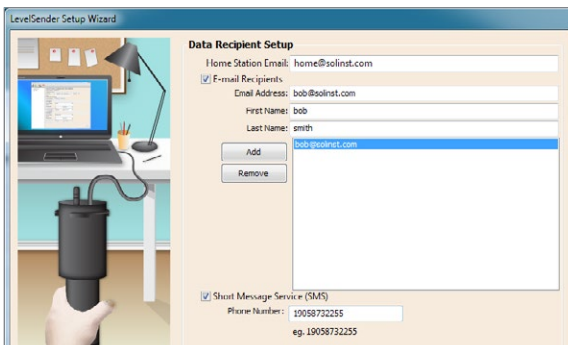 LevelSender Setup Wizard
Data Recipient Setup
Home Station Email: home@solinst.com
E-mail Recipients
Email Address: bob@solinst.com
First Name: bob
Last Name: smith
Add
bob@solinst.com
Remove
Short Message Service (SMS)
Phone Number: 19058732255
eg. 19058732255